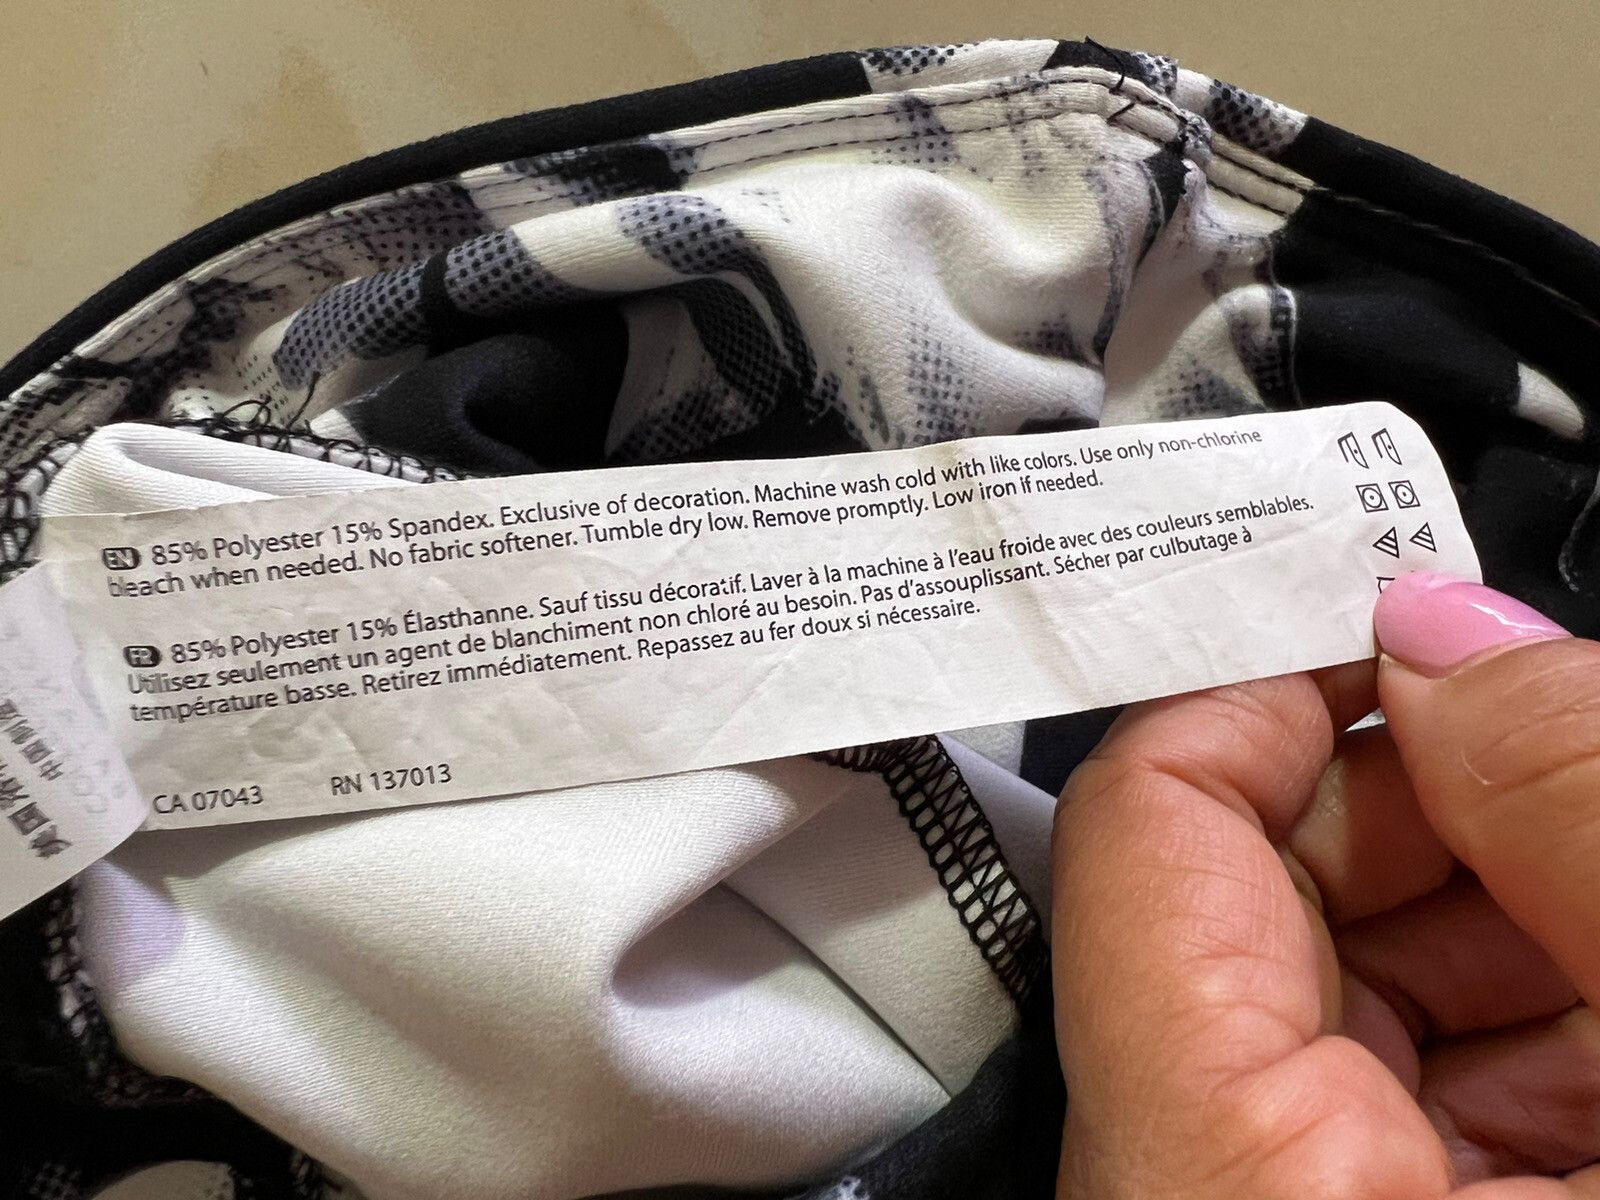 EN 85% Polyester 15% Spandex. Exclusive of decoration. Machine wash cold with like colors. Use only non-chlorine
bleach when needed. No fabric softener. Tumble dry low. Remove promptly. Low iron if needed.
FR 85% Polyester 15% Élasthanne. Sauf tissu décoratif. Laver à la machine à l'eau froide avec des couleurs semblables.
Utilisez seulement un agent de blanchiment non chloré au besoin. Pas d'assouplissant. Sécher par culbutage à
température basse. Retirez immédiatement. Repassez au fer doux si nécessaire.
CA 07043 RN 137013